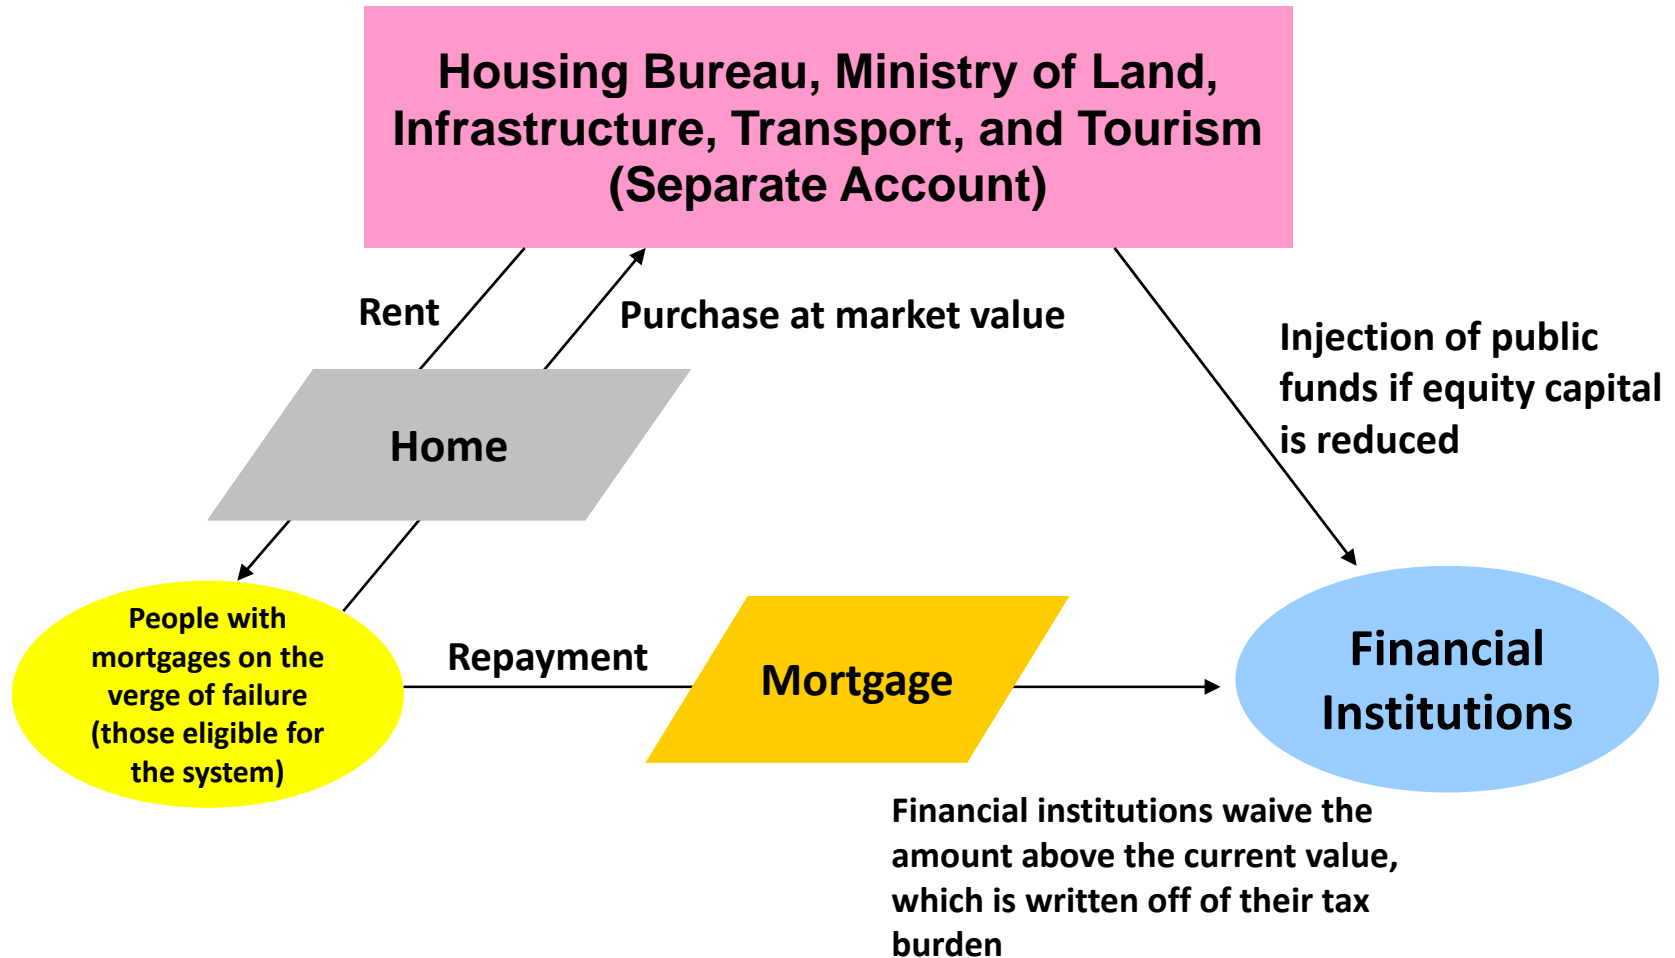 Housing Bureau, Ministry of Land,
Infrastructure, Transport, and Tourism
(Separate Account)
Rent
Purchase at market value
Injection of public
funds if equity capital
is reduced
Home
People with
mortgages on the
verge of failure
(those eligible for
the system)
Repayment
Mortgage
Financial
Institutions
Financial institutions waive the
amount above the current value,
which is written off of their tax
burden